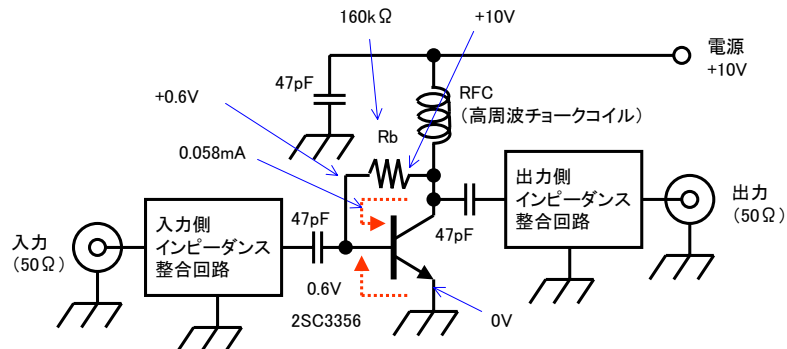 160kΩ
+10V
電源
+10V
47pF
RFC
(高周波チョークコイル)
+0.6V
Rb
0.058mA
出力側
インピーダンス
整合回路
出力
(50Ω)
入力側
インピーダンス
整合回路
47pF
47pF
入力
(50Ω)
0.6V
2SC3356
0V